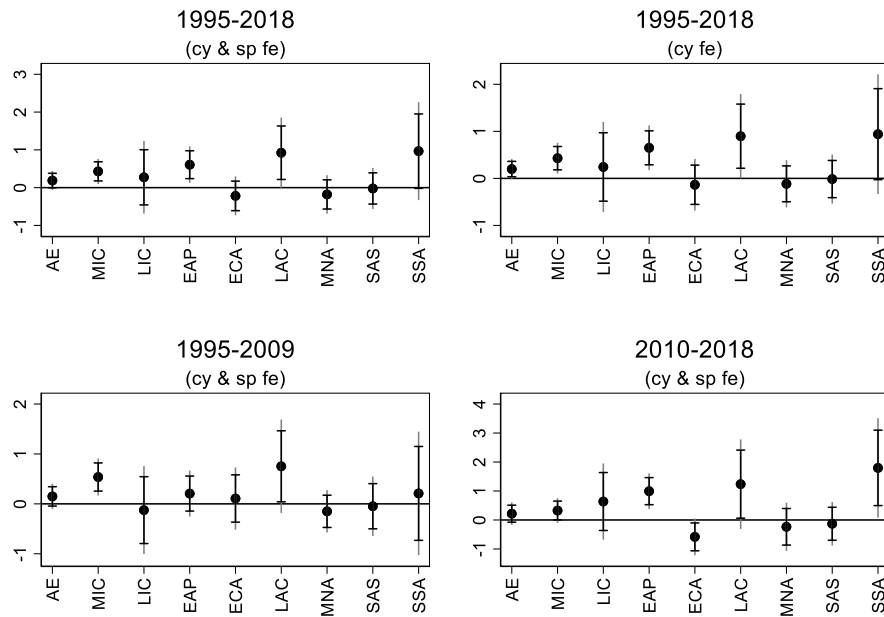 1995-2018
(cy & sp fe)
3
2
1
0
-1
AE MIC LIC EAP ECA LAC MNA SAS SSA
1995-2018
(cy fe)
2
1
0
-1
AE MIC LIC EAP ECA LAC MNA SAS SSA
1995-2009
(cy & sp fe)
2
1
0
-1
AE MIC LIC EAP ECA LAC MNA SAS SSA
2010-2018
(cy & sp fe)
4
3
2
1
0
-1
AE MIC LIC EAP ECA LAC MNA SAS SSA